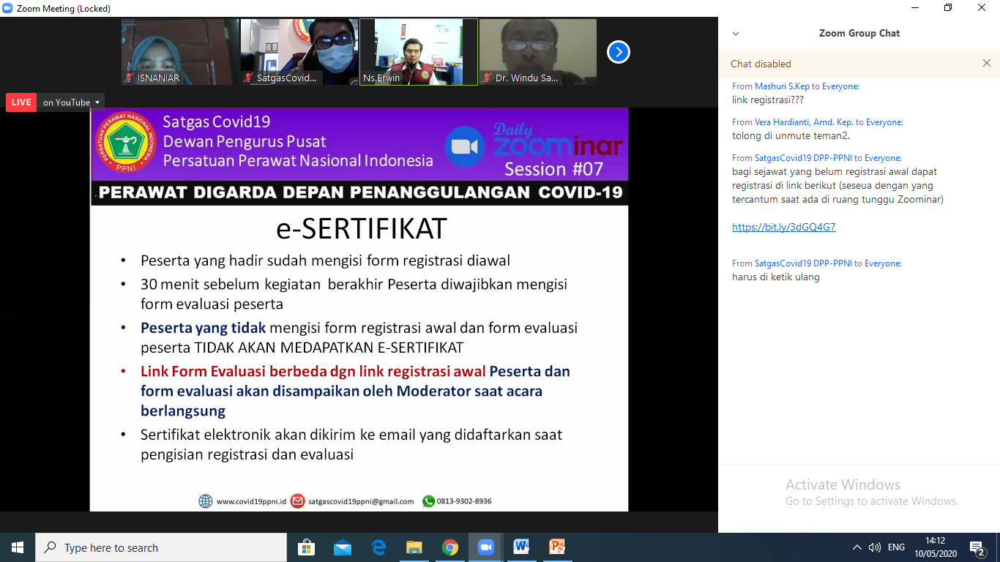 Zoom Meeting (Locked)
ISNANIAR
SatgasCovid...
Ns.Erwin
Dr. Windu Sa...
LIVE
on YouTube
PERSATUAN PERAWAT NASIONAL INDONESIA
PPNI
Satgas Covid19
Dewan Pengurus Pusat
Persatuan Perawat Nasional Indonesia
Daily
zoominar
Session #07
PERAWAT DIGARDA DEPAN PENANGGULANGAN COVID-19
e-SERTIFIKAT
• Peserta yang hadir sudah mengisi form registrasi diawal
• 30 menit sebelum kegiatan berakhir Peserta diwajibkan mengisi
form evaluasi peserta
• Peserta yang tidak mengisi form registrasi awal dan form evaluasi
peserta TIDAK AKAN MEDAPATKAN E-SERTIFIKAT
• Link Form Evaluasi berbeda dgn link registrasi awal Peserta dan
form evaluasi akan disampaikan oleh Moderator saat acara
berlangsung
• Sertifikat elektronik akan dikirim ke email yang didaftarkan saat
pengisian registrasi dan evaluasi
www.covid19ppni.id satgascovid19ppni@gmail.com 0813-9302-8936
Zoom Group Chat
Chat disabled
From Mashuri S.Kep to Everyone:
link registrasi???
From Vera Hardianti, Amd. Kep. to Everyone:
tolong di unmute teman2.
From SatgasCovid19 DPP-PPNI to Everyone:
bagi sejawat yang belum registrasi awal dapat
registrasi di link berikut (seseua dengan yang
tercantum saat ada di ruang tunggu Zoominar)
https://bit.ly/3dGQ4G7
From SatgasCovid19 DPP-PPNI to Everyone:
harus di ketik ulang
Activate Windows
Go to Settings to activate Windows.
Type here to search
ENG
14:12
10/05/2020
2